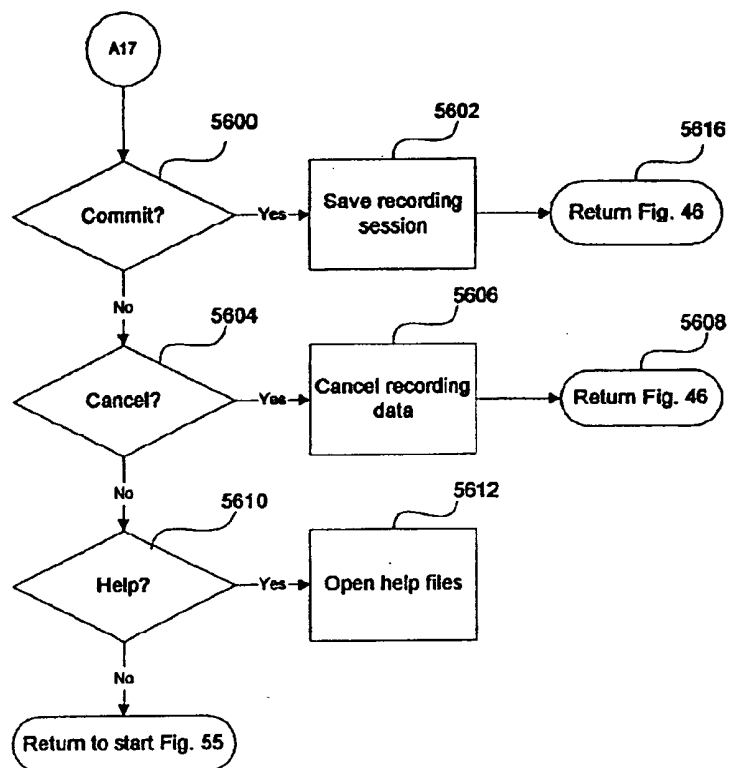 A17
5600
5602
5616
Commit?
Yes
Save recording
session
Return Fig. 46
No
5604
5606
5608
Cancel?
Yes
Cancel recording
data
Return Fig. 46
No
5610
5612
Help?
Yes
Open help files
No
Return to start Fig. 55